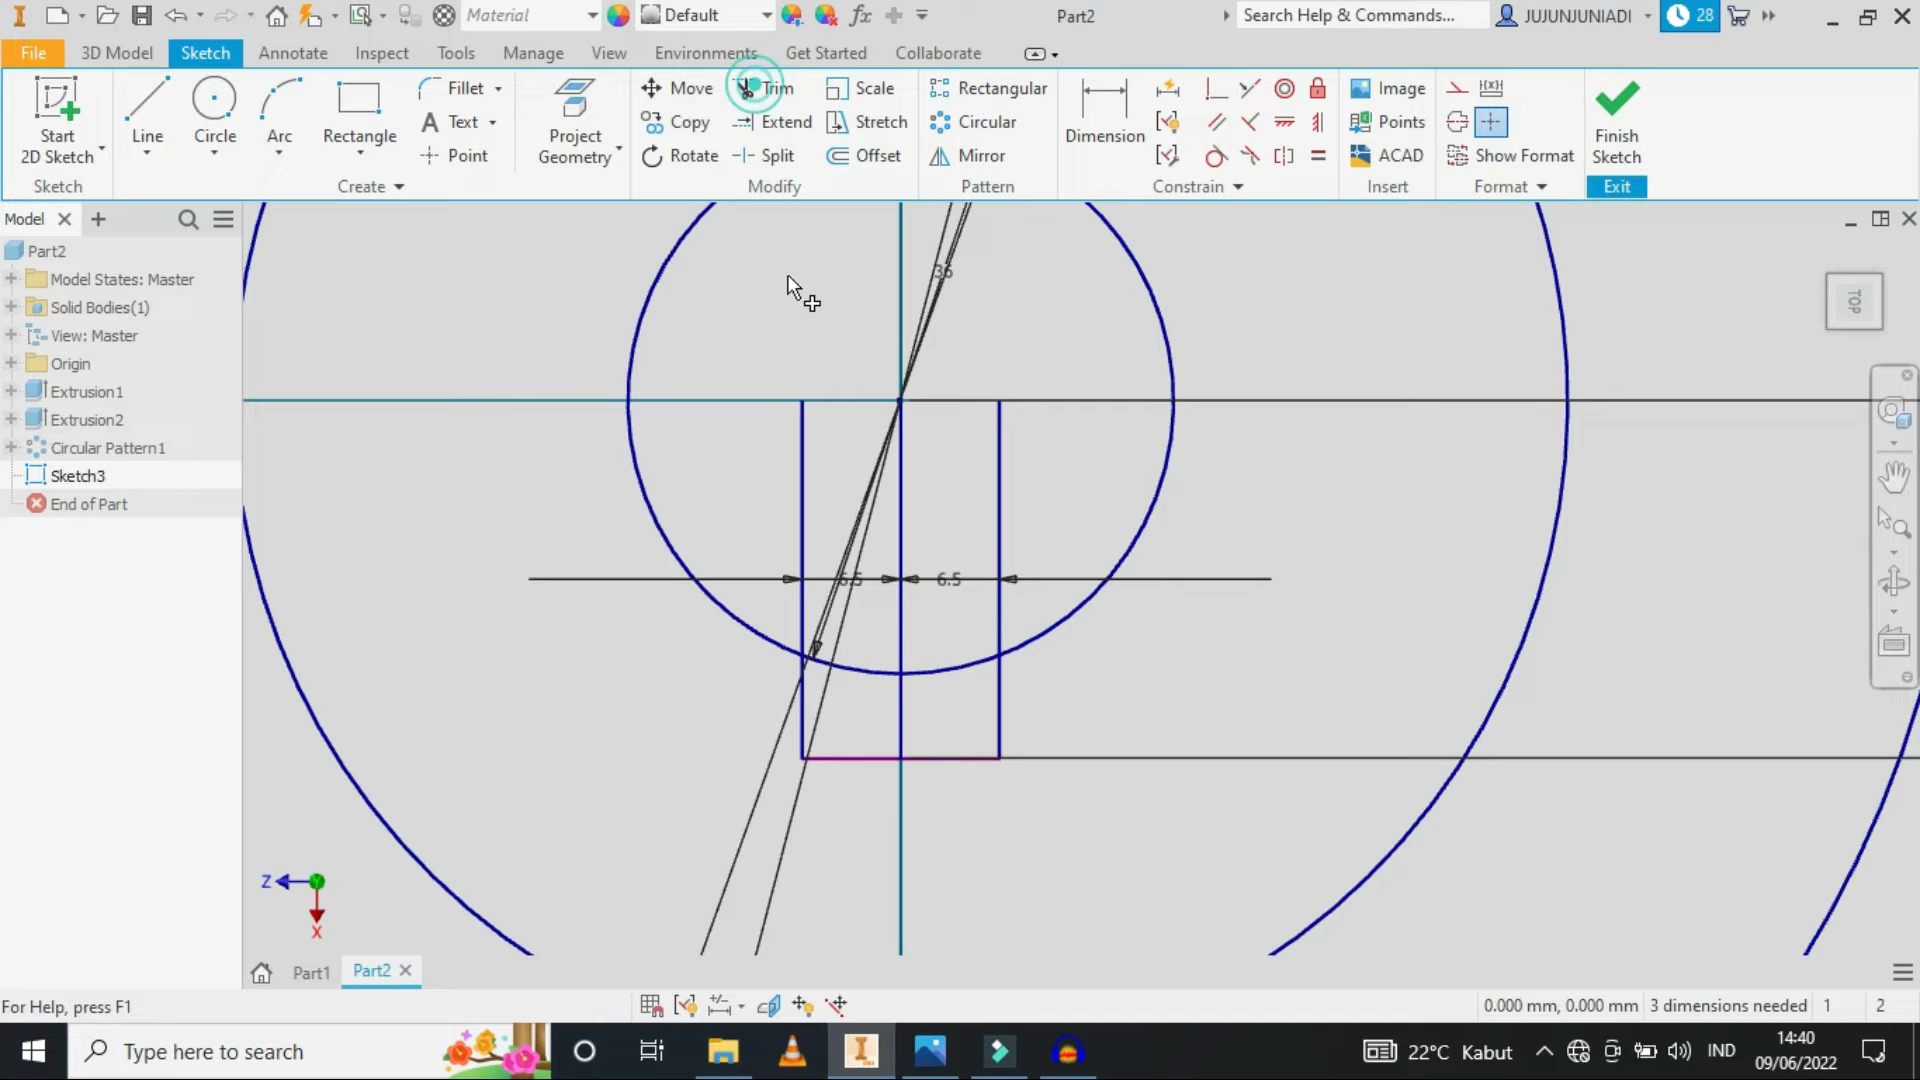 Material
Default
Part2
Search Help & Commands...
JUJUNJUNIADI
28
File
3D Model
Sketch
Annotate
Inspect
Tools
Manage
View
Environments
Get Started
Collaborate
Start
2D Sketch
Line
Circle
Arc
Rectangle
Fillet
Text
Point
Project
Geometry
Move
Copy
Rotate
Trim
Extend
Split
Scale
Stretch
Offset
Rectangular
Circular
Mirror
Dimension
Image
Points
ACAD
Show Format
Finish
Sketch
Sketch
Create
Modify
Pattern
Constrain
Insert
Format
Exit
Model
Part2
Model States: Master
Solid Bodies(1)
View: Master
Origin
Extrusion1
Extrusion2
Circular Pattern1
Sketch3
End of Part
36
TOP
6.5
6.5
Z
X
Part1
Part2
For Help, press F1
0.000 mm, 0.000 mm
3 dimensions needed
1
2
Type here to search
22°C
Kabut
IND
14:40
09/06/2022